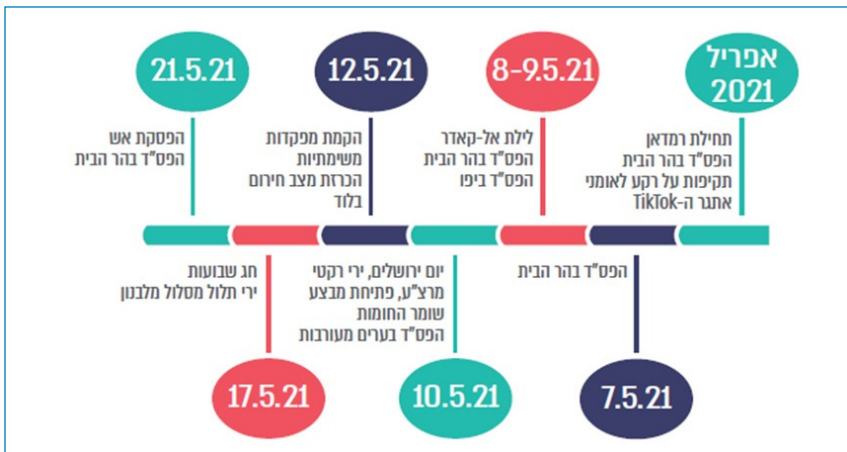 אפריל
2021
תחילת רמדאן
הפס"ד בהר הבית
תקיפות על רקע לאומני
אתגר ה-TikTok
7.5.21
הפס"ד בהר הבית
8-9.5.21
לילת אל-קאדר
הפס"ד בהר הבית
הפס"ד ביפו
10.5.21
יום ירושלים, ירי רקטי
מרצ"ע, פתיחת מבצע
שומר החומות
הפס"ד בערים מעורבות
12.5.21
הקמת מפקדות
משימתיות
הכרזת מצב חירום
בלוד
17.5.21
חג שבועות
ירי תלול מסלול מלבנון
21.5.21
הפסקת אש
הפס"ד בהר הבית